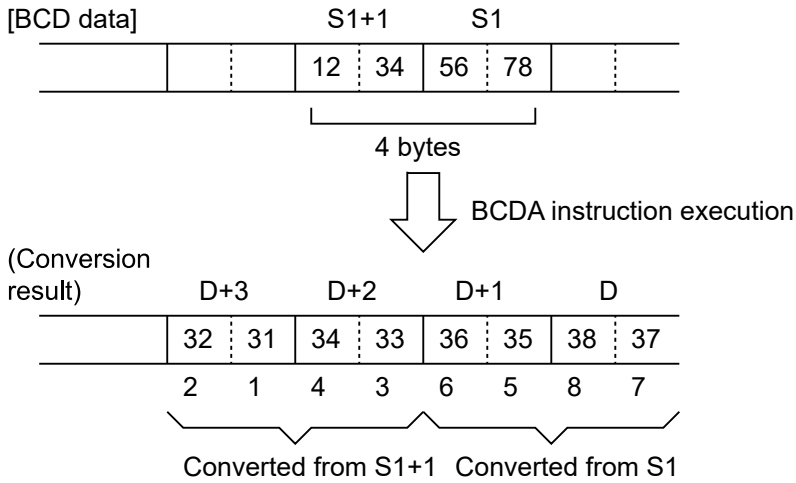 [BCD data] S1+1 S1
12 34 56 78
4 bytes
BCDA instruction execution
(Conversion
result) D+3 D+2 D+1 D
32 31 34 33 36 35 38 37
2 1 4 3 6 5 8 7
Converted from S1+1 Converted from S1